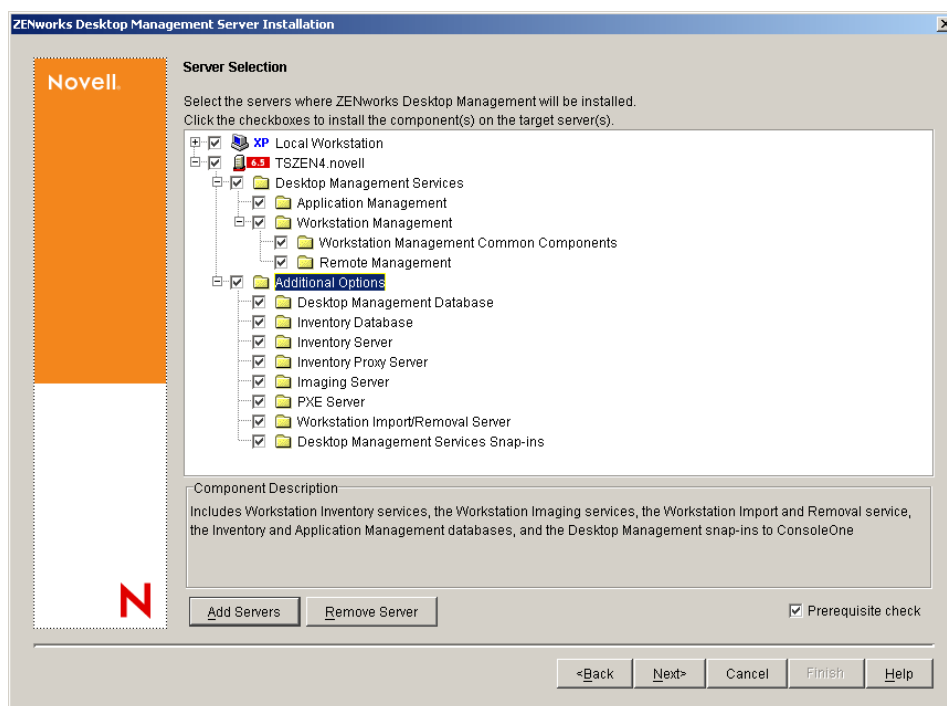 ZENworks Desktop Management Server Installation
Novell.
Server Selection
Select the servers where ZENworks Desktop Management will be installed.
Click the checkboxes to install the component(s) on the target server(s).
XP Local Workstation
6.5 TSZEN4.novell
Desktop Management Services
Application Management
Workstation Management
Workstation Management Common Components
Remote Management
Additional Options
Desktop Management Database
Inventory Database
Inventory Server
Inventory Proxy Server
Imaging Server
PXE Server
Workstation Import/Removal Server
Desktop Management Services Snap-ins
Component Description
Includes Workstation Inventory services, the Workstation Imaging services, the Workstation Import and Removal service,
the Inventory and Application Management databases, and the Desktop Management snap-ins to ConsoleOne
N
Add Servers Remove Server Prerequisite check
<Back Next> Cancel Finish Help